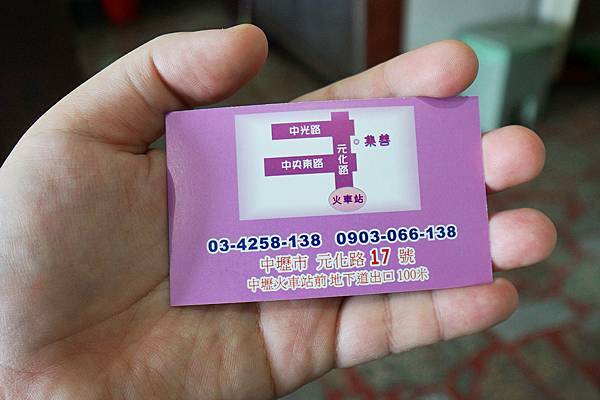 中光路
元化路
集善
中央東路
火車站
03-4258-138 0903-066-138
中壢市 元化路 17 號
中壢火車站前地下道出口100米